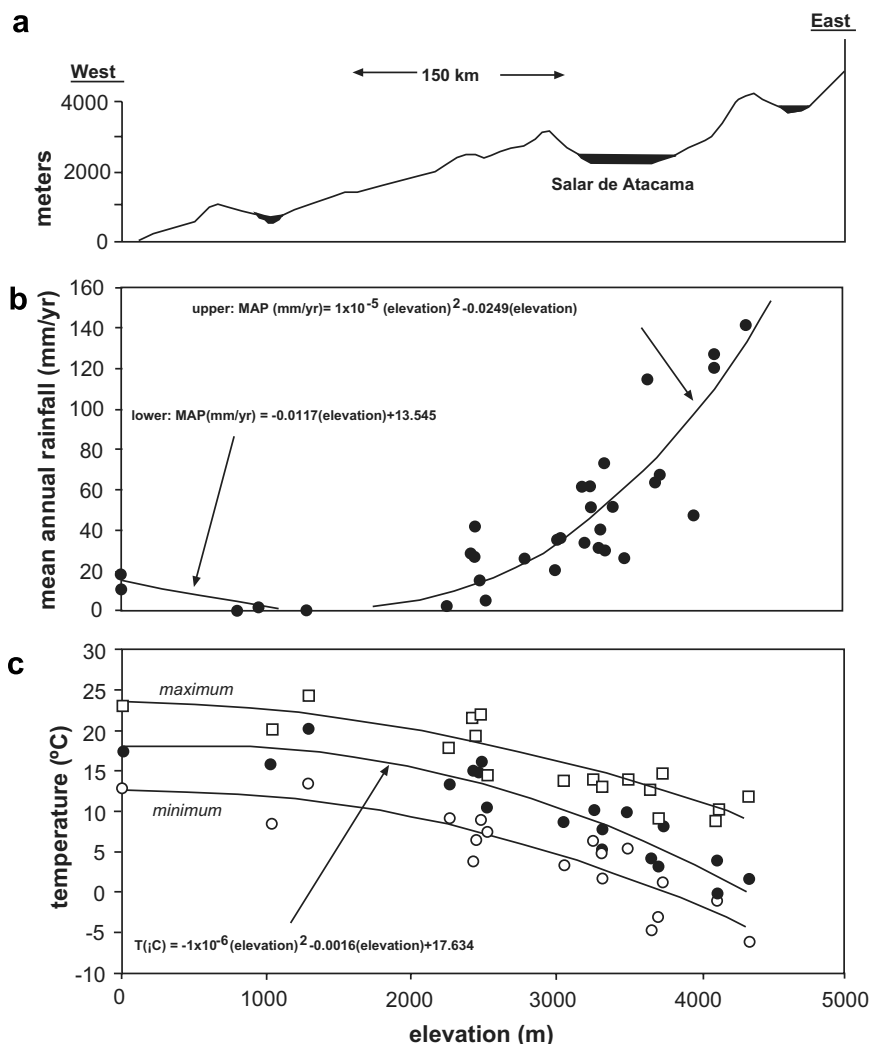 a
East
West
150 km
4000
2000
0
meters
Salar de Atacama
b
160
140
120
100
80
60
40
20
0
mean annual rainfall (mm/yr)
upper: MAP (mm/yr)= 1x10-5 (elevation)2-0.0249(elevation)
lower: MAP(mm/yr) = -0.0117(elevation)+13.545
c
30
25
20
15
10
5
0
-5
-10
temperature (ºC)
maximum
minimum
T(¡C) = -1x10-6(elevation)2-0.0016(elevation)+17.634
0 1000 2000 3000 4000 5000
elevation (m)